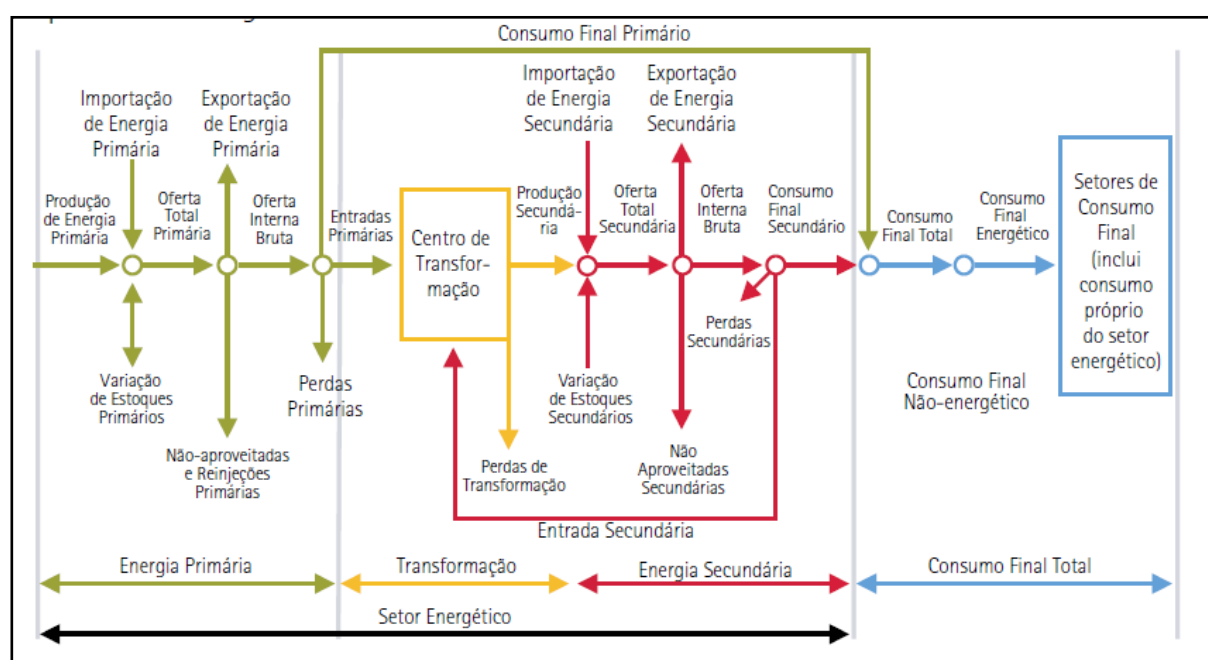 Consumo Final Primário
Importação
de Energia
Primária
Exportação
de Energia
Primária
Importação
de Energia
Secundária
Exportação
de Energia
Secundária
Produção
de Energia
Primária
Oferta
Total
Primária
Oferta
Interna
Bruta
Entradas
Primárias
Centro de
Transfor-
mação
Produção
Secundá-
ria
Oferta
Total
Secundária
Oferta
Interna
Bruta
Consumo
Final
Secundário
Consumo
Final Total
Consumo
Final
Energético
Setores de
Consumo
Final
(inclui
consumo
próprio
do setor
energético)
Variação
de Estoques
Primários
Perdas
Primárias
Não-aproveitadas
e Reinjeções
Primárias
Perdas de
Transformação
Variação
de Estoques
Secundários
Perdas
Secundárias
Não
Aproveitadas
Secundárias
Consumo Final
Não-energético
Entrada Secundária
Energia Primária
Transformação
Energia Secundária
Consumo Final Total
Setor Energético